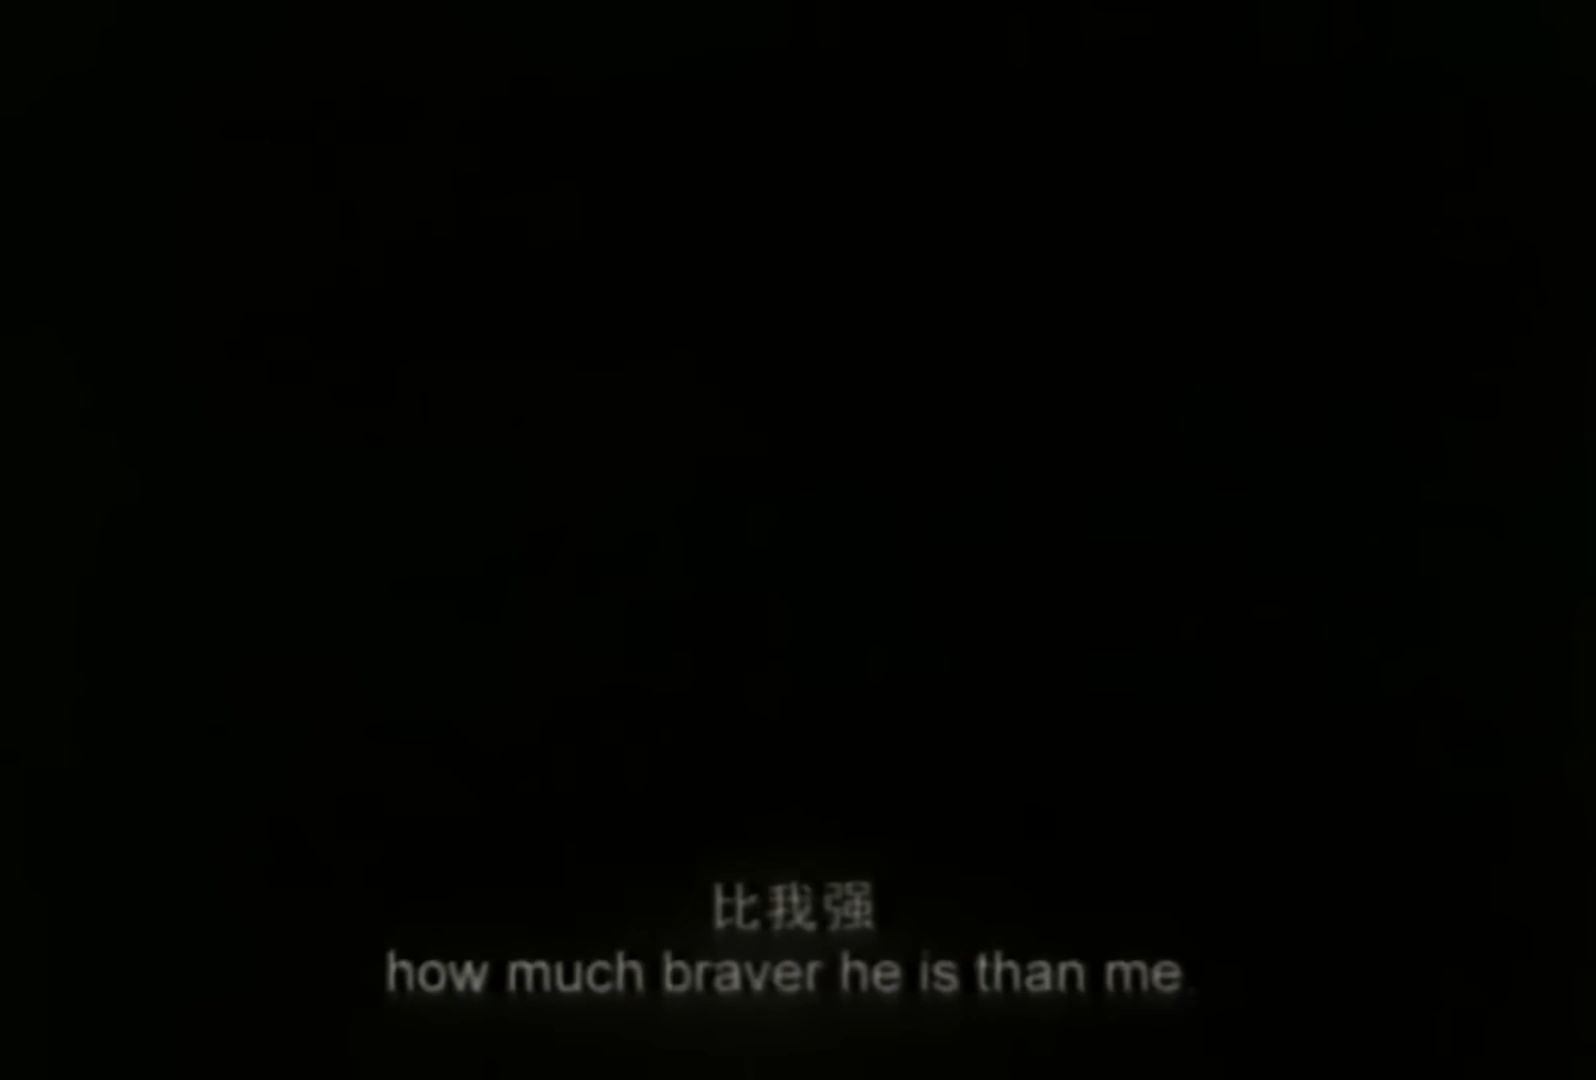 比我强
how much braver he is than me.